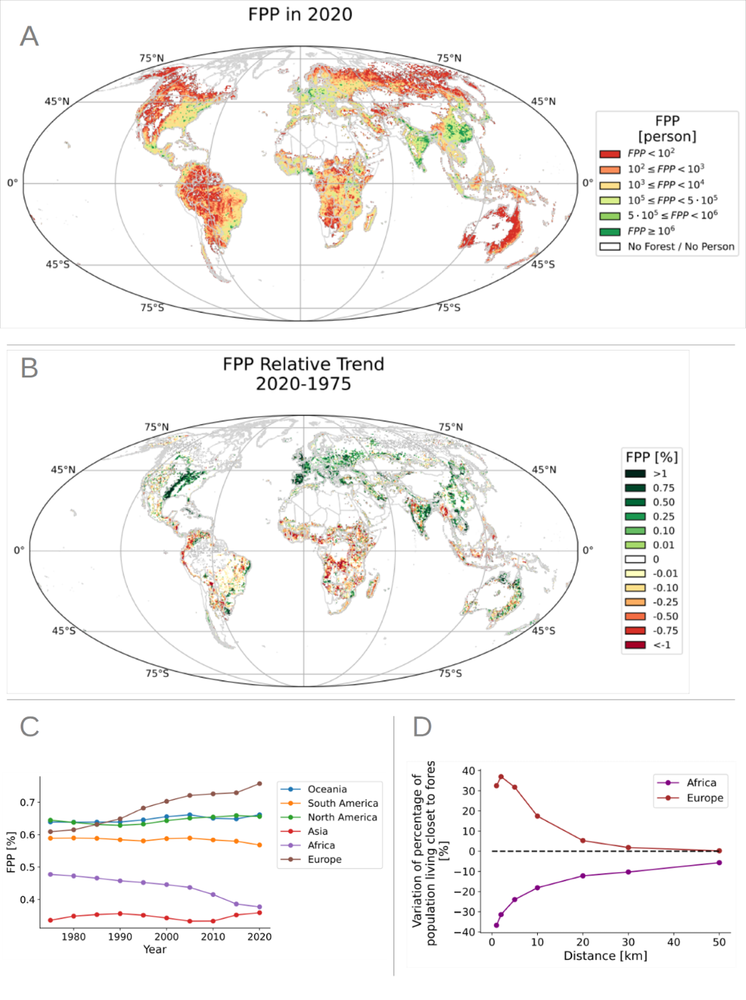 FPP in 2020
A
75°N
75°N
45°N
45°N
0°
0°
45°S
45°S
75°S
75°S
FPP
[person]
FPP < 10²
10² ≤ FPP < 10³
10³ ≤ FPP < 10⁴
10⁵ ≤ FPP < 5 · 10⁵
5 · 10⁵ ≤ FPP < 10⁶
FPP ≥ 10⁶
No Forest / No Person
B
FPP Relative Trend
2020-1975
75°N
75°N
45°N
45°N
0°
0°
45°S
45°S
75°S
75°S
FPP [%]
>1
0.75
0.50
0.25
0.10
0.01
0
-0.01
-0.10
-0.25
-0.50
-0.75
<-1
C
FPP [%]
0.7
0.6
0.5
0.4
1980
1990
2000
2010
2020
Year
Oceania
South America
North America
Asia
Africa
Europe
D
Variation of percentage of
population living closet to fores
[%]
40
30
20
10
0
−10
−20
−30
−40
0
10
20
30
40
50
Distance [km]
Africa
Europe